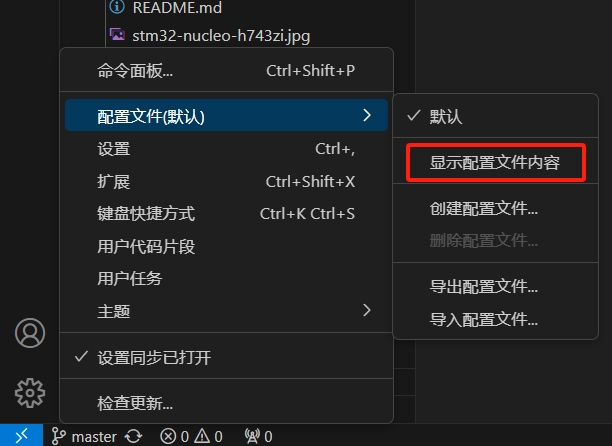 README.md
stm32-nucleo-h743zi.jpg
命令面板... Ctrl+Shift+P
配置文件(默认)
设置 Ctrl+,
扩展 Ctrl+Shift+X
键盘快捷方式 Ctrl+K Ctrl+S
用户代码片段
用户任务
主题
设置同步已打开
检查更新...
默认
显示配置文件内容
创建配置文件...
删除配置文件...
导出配置文件...
导入配置文件...
master 0 0 0